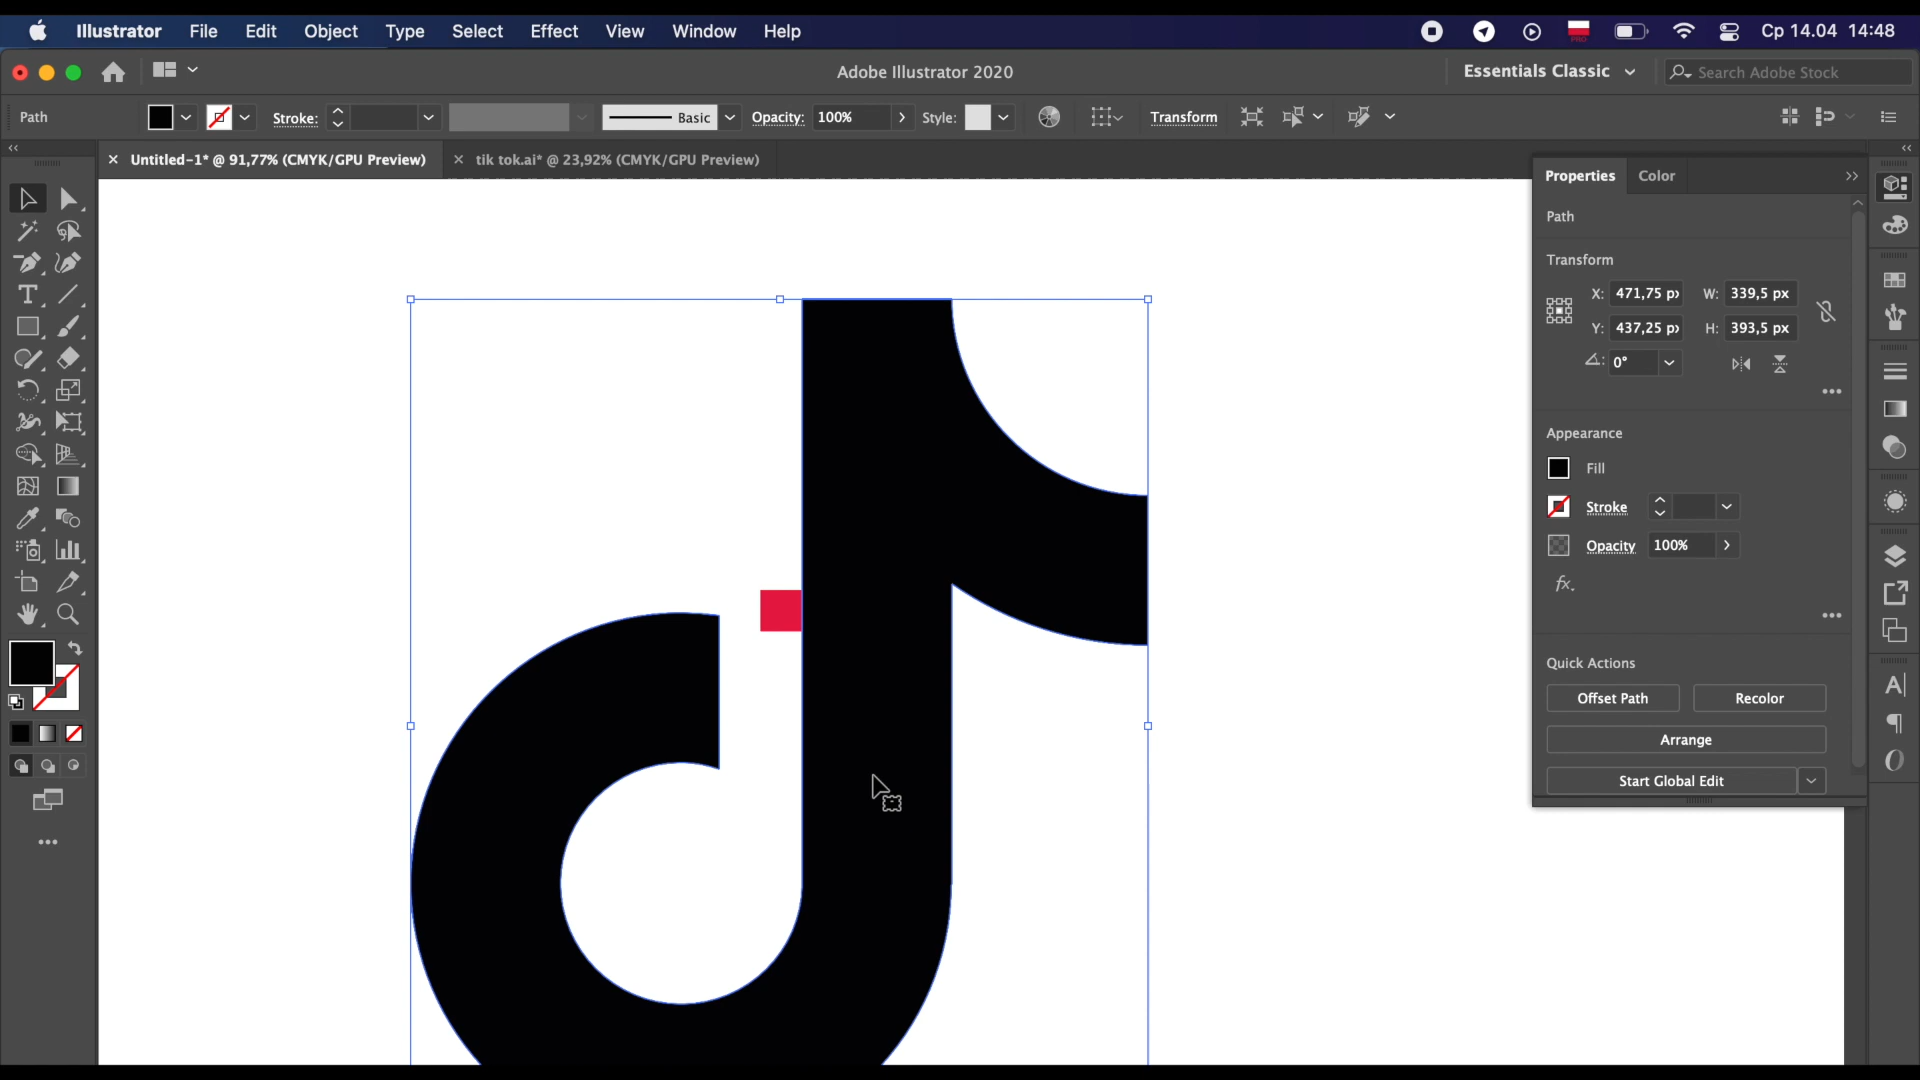 Illustrator File Edit Object Type Select Effect View Window Help Ср 14.04 14:48
Adobe Illustrator 2020 Essentials Classic Search Adobe Stock
Path Stroke: Basic Opacity: 100% Style: Transform
Untitled-1* @ 91,77% (CMYK/GPU Preview) tik tok.ai* @ 23,92% (CMYK/GPU Preview)
Properties Color
Path
Transform
X: 471,75 px W: 339,5 px
Y: 437,25 px H: 393,5 px
0°
Appearance
Fill
Stroke
Opacity 100%
fx.
Quick Actions
Offset Path Recolor
Arrange
Start Global Edit